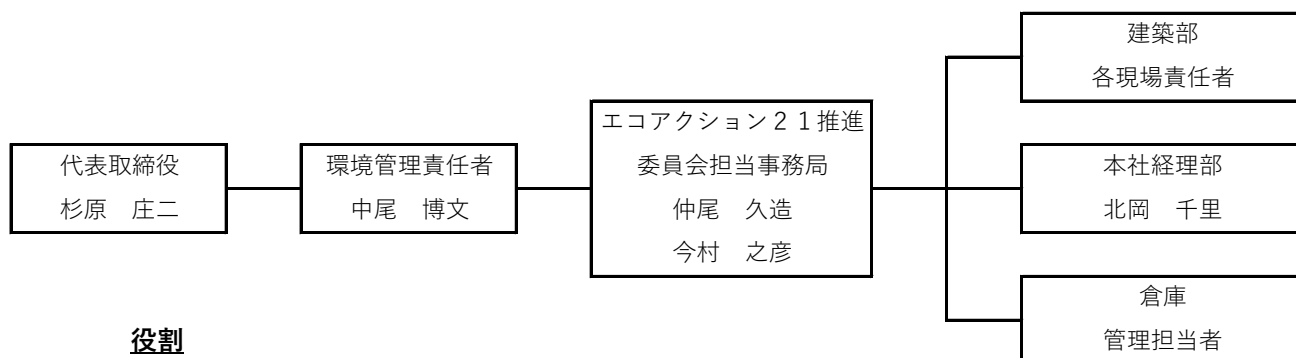 代表取締役
杉原　庄二
環境管理責任者
中尾　博文
エコアクション２１推進
委員会担当事務局
仲尾　久造
今村　之彦
建築部
各現場責任者
本社経理部
北岡　千里
倉庫
管理担当者
役割